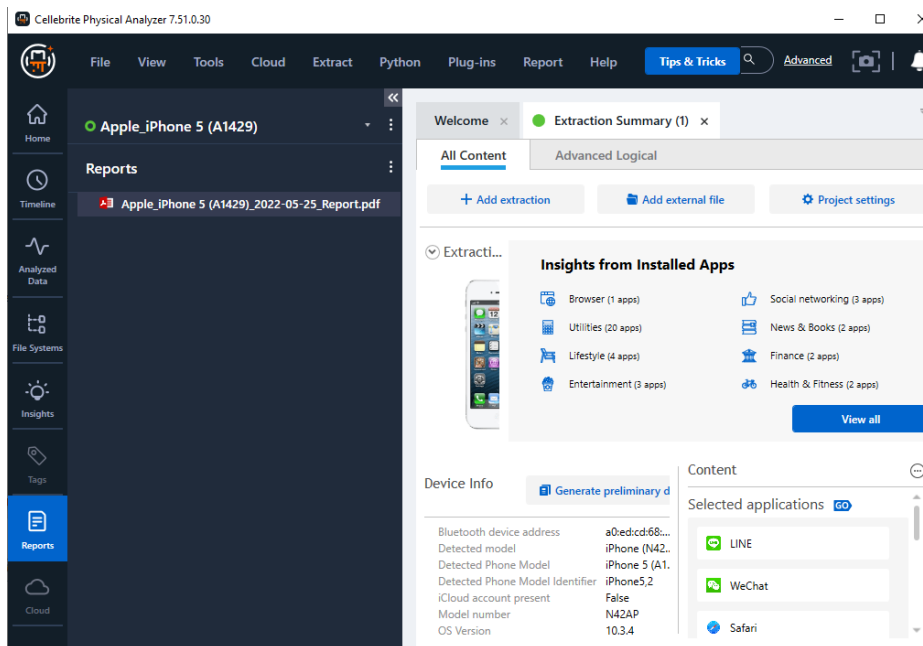 Cellebrite Physical Analyzer 7.51.0.30
File View Tools Cloud Extract Python Plug-ins Report Help Tips & Tricks Advanced
Home
Timeline
Analyzed
Data
File Systems
Insights
Tags
Reports
Cloud
Apple_iPhone 5 (A1429)
Reports
Apple_iPhone 5 (A1429)_2022-05-25_Report.pdf
Welcome Extraction Summary (1)
All Content Advanced Logical
Add extraction Add external file Project settings
Extracti...
Insights from Installed Apps
Browser (1 apps) Social networking (3 apps)
Utilities (20 apps) News & Books (2 apps)
Lifestyle (4 apps) Finance (2 apps)
Entertainment (3 apps) Health & Fitness (2 apps)
View all
Device Info
Generate preliminary d
Bluetooth device address a0:ed:cd:68:...
Detected model iPhone (N42..
Detected Phone Model iPhone 5 (A1.
Detected Phone Model Identifier iPhone5,2
iCloud account present False
Model number N42AP
OS Version 10.3.4
Content
Selected applications GO
LINE
WeChat
Safari